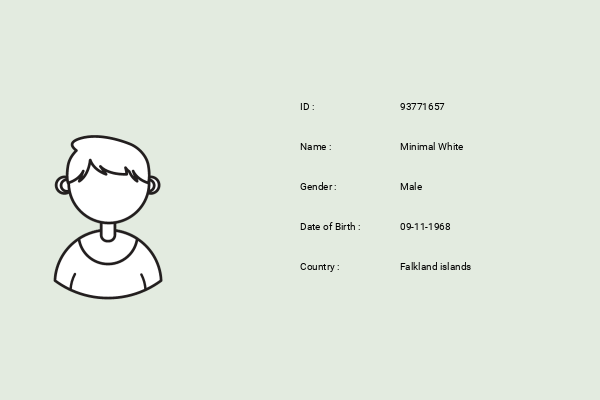 ID : 93771657
Name : Minimal White
Gender : Male
Date of Birth : 09-11-1968
Country : Falkland islands